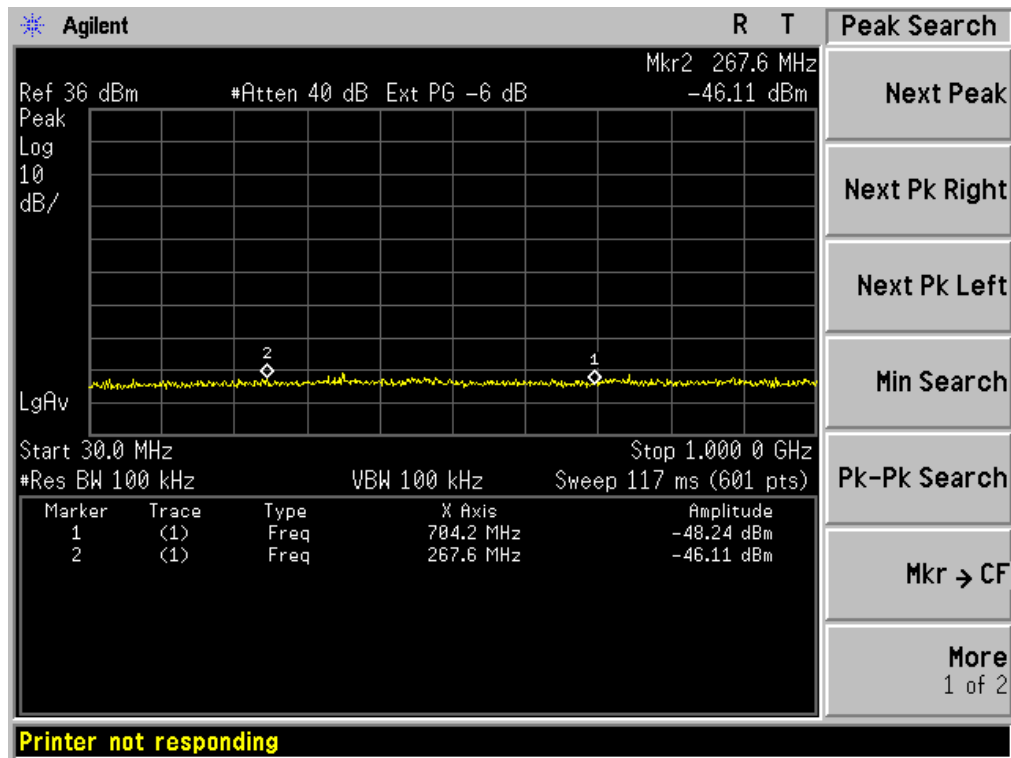 Agilent R T Peak Search
Mkr2 267.6 MHz
Ref 36 dBm #Atten 40 dB Ext PG -6 dB -46.11 dBm
Peak
Log
10
dB/
2
1
LgAv
Start 30.0 MHz Stop 1.000 0 GHz
#Res BW 100 kHz VBW 100 kHz Sweep 117 ms (601 pts)
Marker Trace Type X Axis Amplitude
1 (1) Freq 704.2 MHz -48.24 dBm
2 (1) Freq 267.6 MHz -46.11 dBm
Next Peak
Next Pk Right
Next Pk Left
Min Search
Pk-Pk Search
Mkr → CF
More
1 of 2
Printer not responding